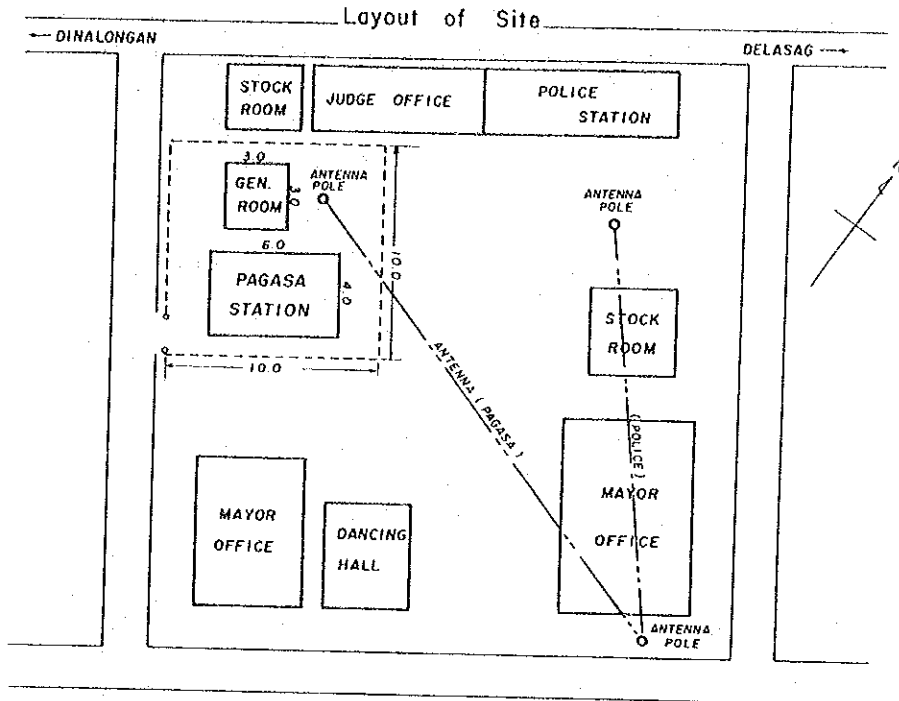 Layout of Site
← DINALONGAN
DELASAG →
STOCK
ROOM
JUDGE OFFICE
POLICE
STATION
3.0
GEN.
ROOM
3.0
ANTENNA
POLE
10.0
ANTENNA
POLE
6.0
PAGASA
STATION
4.0
STOCK
ROOM
10.0
ANTENNA (PAGASA)
(POLICE)
MAYOR
OFFICE
MAYOR
OFFICE
DANCING
HALL
ANTENNA
POLE